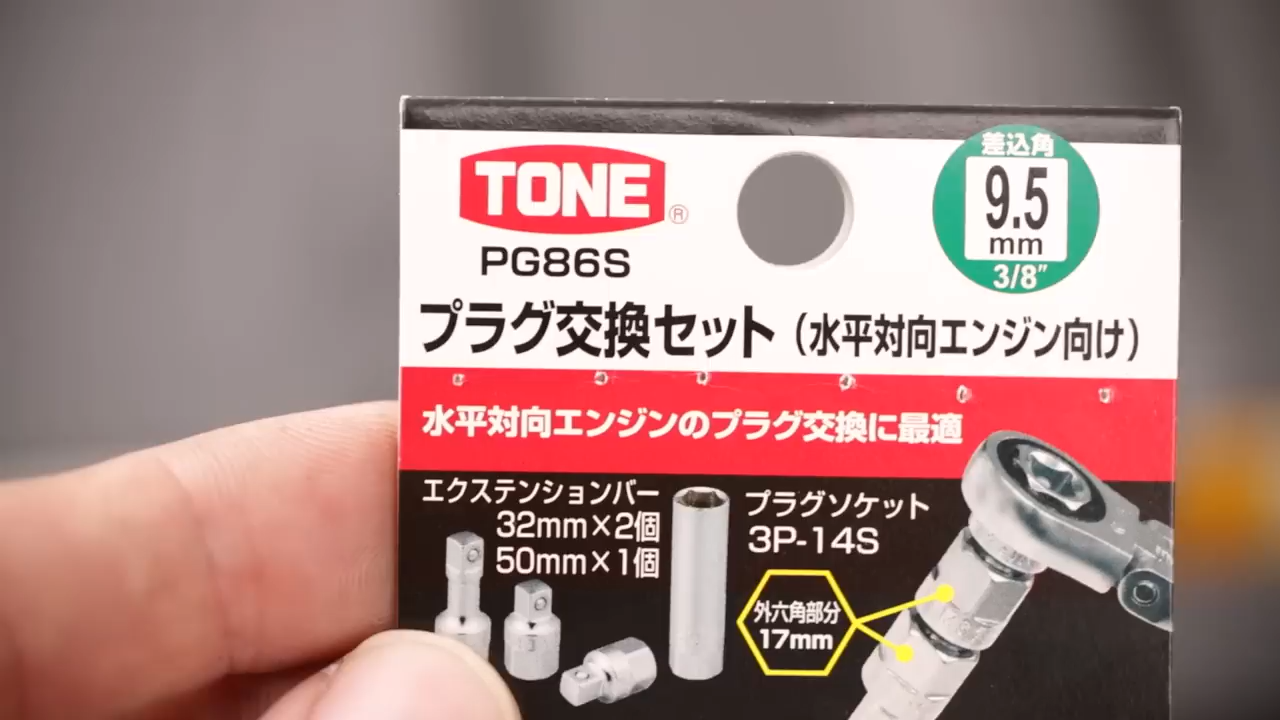 TONE®
PG86S
差込角
9.5
mm
3/8"
プラグ交換セット（水平対向エンジン向け）
水平対向エンジンのプラグ交換に最適
エクステンションバー
32mm×2個
50mm×1個
プラグソケット
3P-14S
外六角部分
17mm